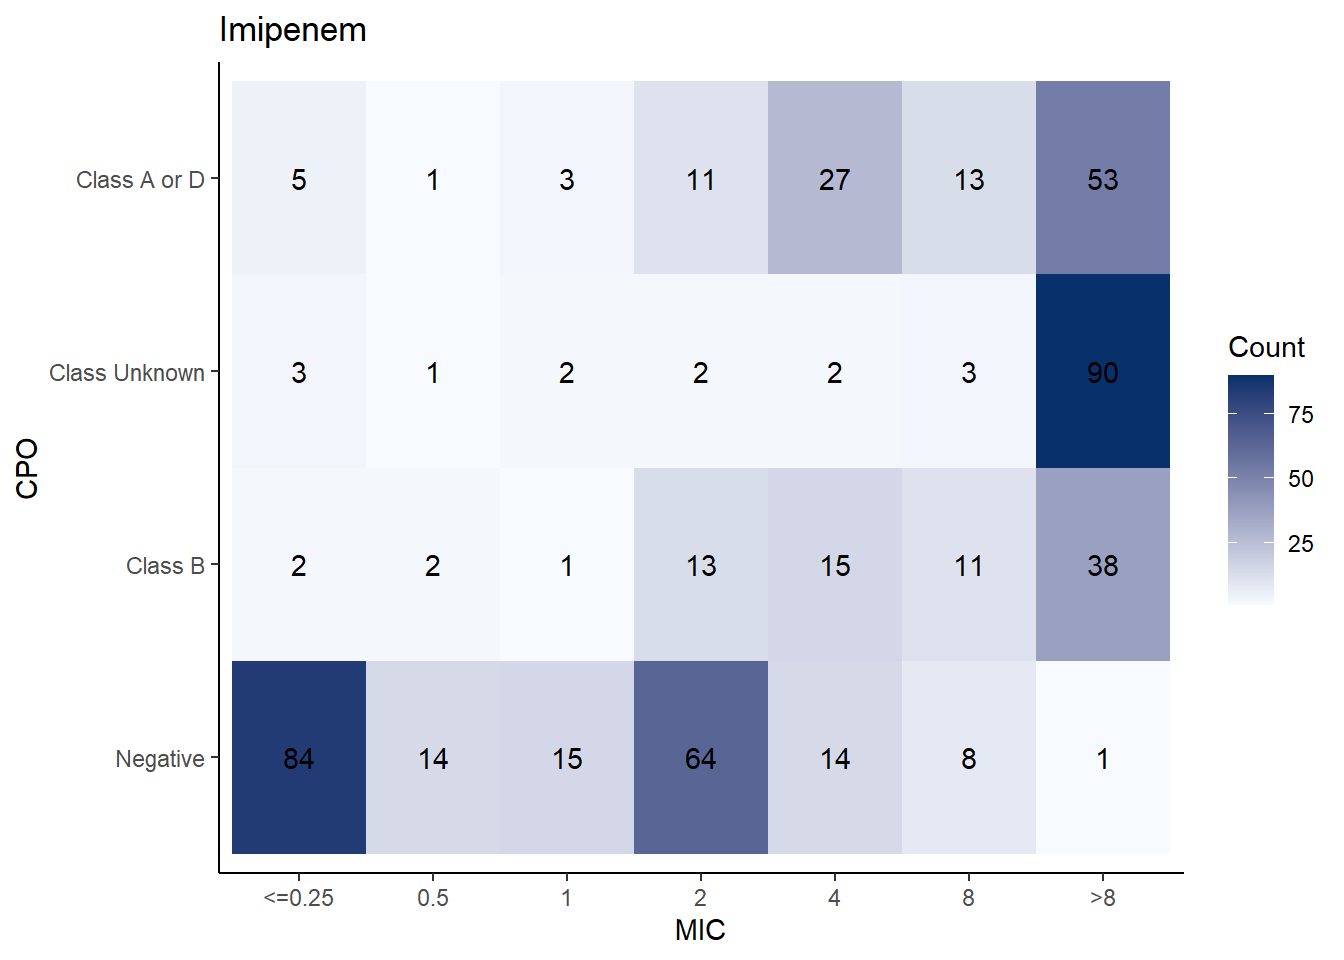 Imipenem
Class A or D 5 1 3 11 27 13 53
Class Unknown 3 1 2 2 2 3 90
Class B 2 2 1 13 15 11 38
Negative 84 14 15 64 14 8 1
<=0.25 0.5 1 2 4 8 >8
MIC
CPO
Count
75
50
25